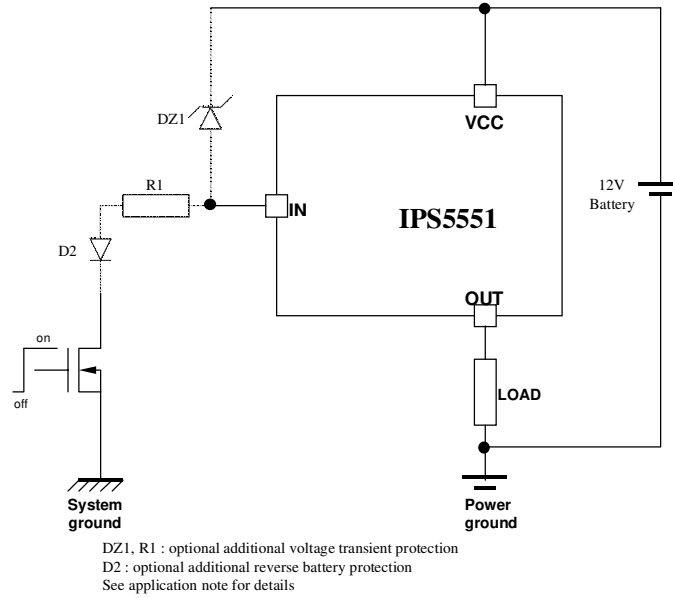 VCC
DZ1
R1
IN
IPS5551
12V
Battery
D2
OUT
on
off
LOAD
System
ground
Power
ground
DZ1, R1 : optional additional voltage transient protection
D2 : optional additional reverse battery protection
See application note for details